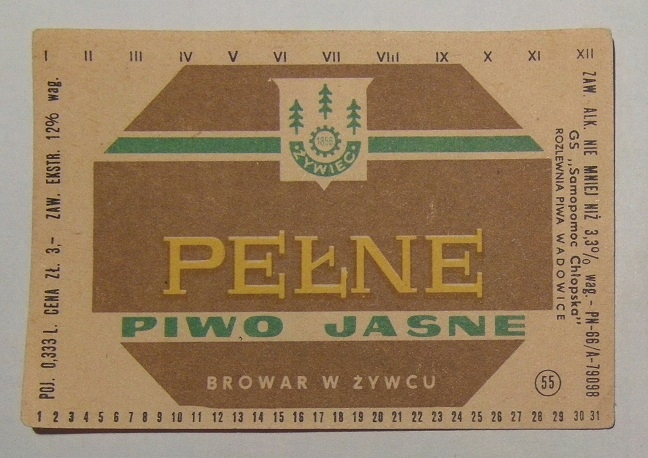 I II III IV V VI VII VIII IX X XI XII
POJ. 0,333 L. CENA ZŁ. 3,- ZAW. EKSTR. 12% wag.
1856
ŻYWIEC
PEŁNE
PIWO JASNE
BROWAR W ŻYWCU
55
ZAW. ALK. NIE MNIEJ NIŻ 3,3% wag. - PN-66/A-79098
GS „Samopomoc Chłopska"
ROZLEWNIA PIWA WADOWICE
1 2 3 4 5 6 7 8 9 10 11 12 13 14 15 16 17 18 19 20 21 22 23 24 25 26 27 28 29 30 31